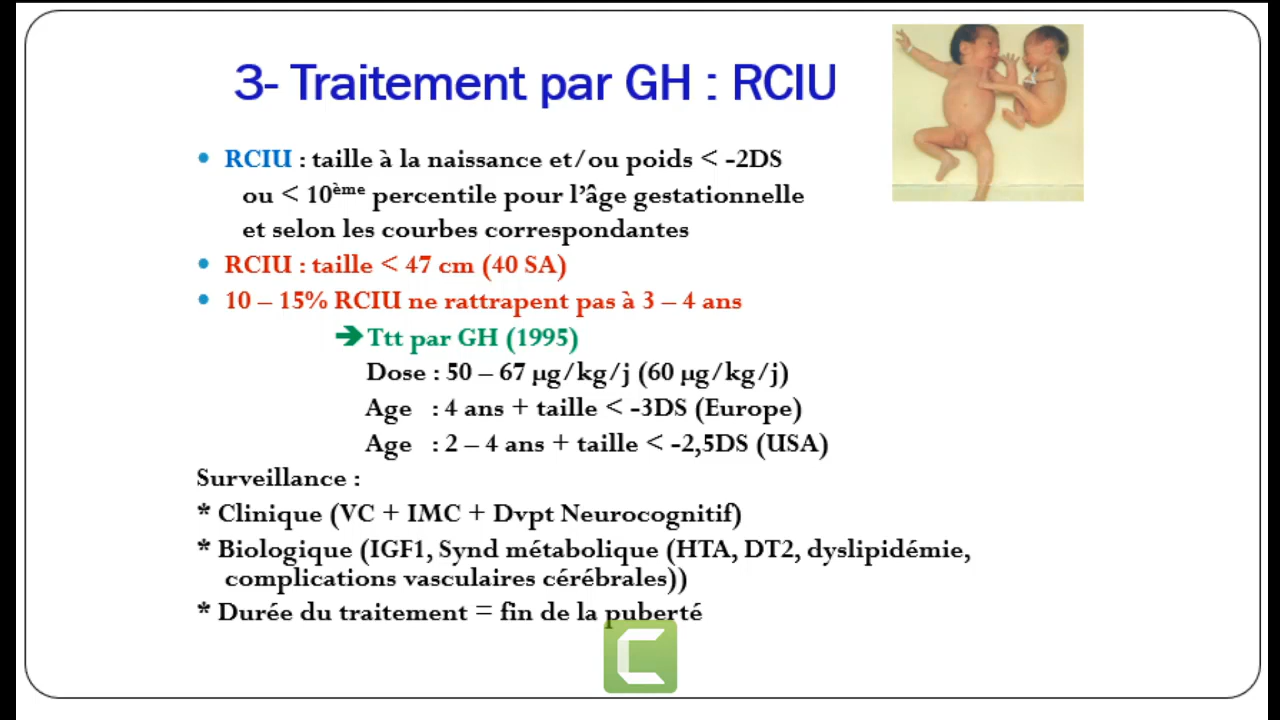 3- Traitement par GH : RCIU
• RCIU : taille à la naissance et/ou poids < -2DS
ou < 10ème percentile pour l’âge gestationnelle
et selon les courbes correspondantes
• RCIU : taille < 47 cm (40 SA)
• 10 – 15% RCIU ne rattrapent pas à 3 – 4 ans
➔ Ttt par GH (1995)
Dose : 50 – 67 µg/kg/j (60 µg/kg/j)
Age : 4 ans + taille < -3DS (Europe)
Age : 2 – 4 ans + taille < -2,5DS (USA)
Surveillance :
* Clinique (VC + IMC + Dvpt Neurocognitif)
* Biologique (IGF1, Synd métabolique (HTA, DT2, dyslipidémie,
complications vasculaires cérébrales))
* Durée du traitement = fin de la puberté